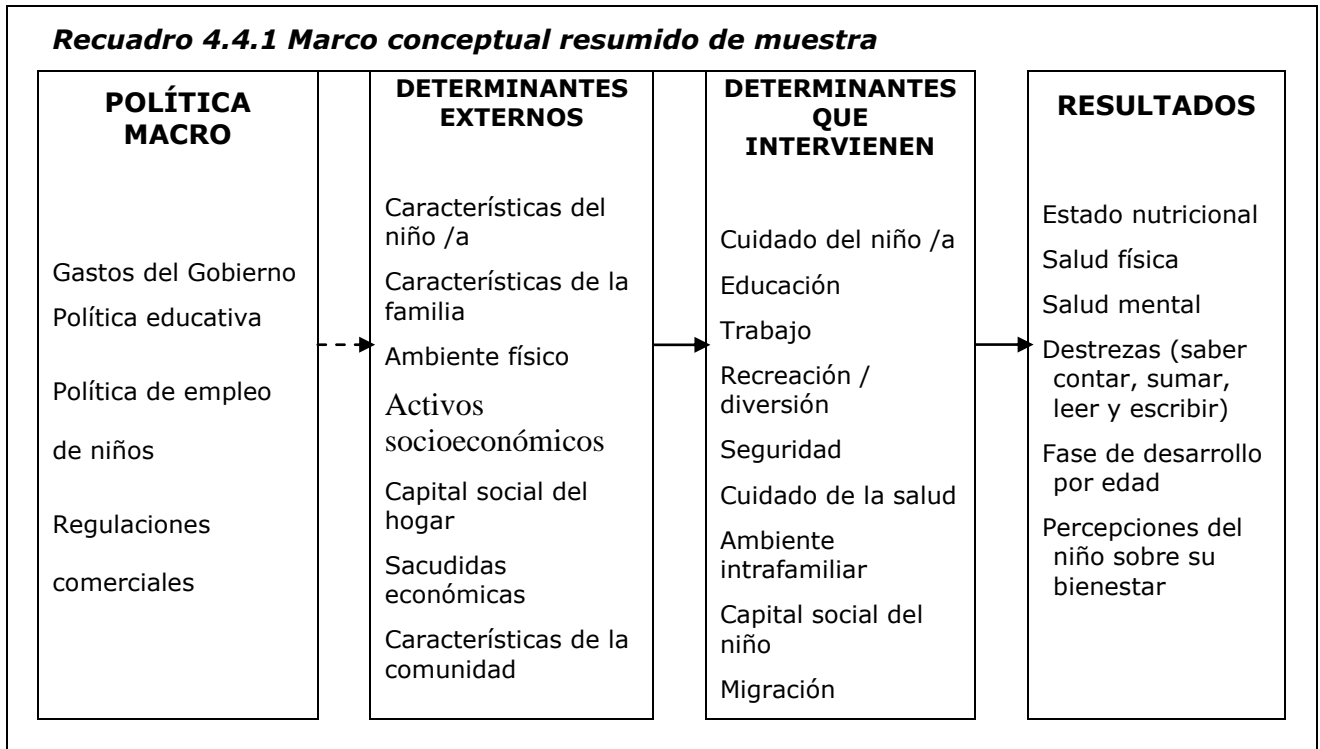 Recuadro 4.4.1 Marco conceptual resumido de muestra
POLÍTICA
MACRO
Gastos del Gobierno
Política educativa
Política de empleo
de niños
Regulaciones
comerciales
DETERMINANTES
EXTERNOS
Características del
niño /a
Características de la
familia
Ambiente físico
Activos
socioeconómicos
Capital social del
hogar
Sacudidas
económicas
Características de la
comunidad
DETERMINANTES
QUE
INTERVIENEN
Cuidado del niño /a
Educación
Trabajo
Recreación /
diversión
Seguridad
Cuidado de la salud
Ambiente
intrafamiliar
Capital social del
niño
Migración
RESULTADOS
Estado nutricional
Salud física
Salud mental
Destrezas (saber
contar, sumar,
leer y escribir)
Fase de desarrollo
por edad
Percepciones del
niño sobre su
bienestar